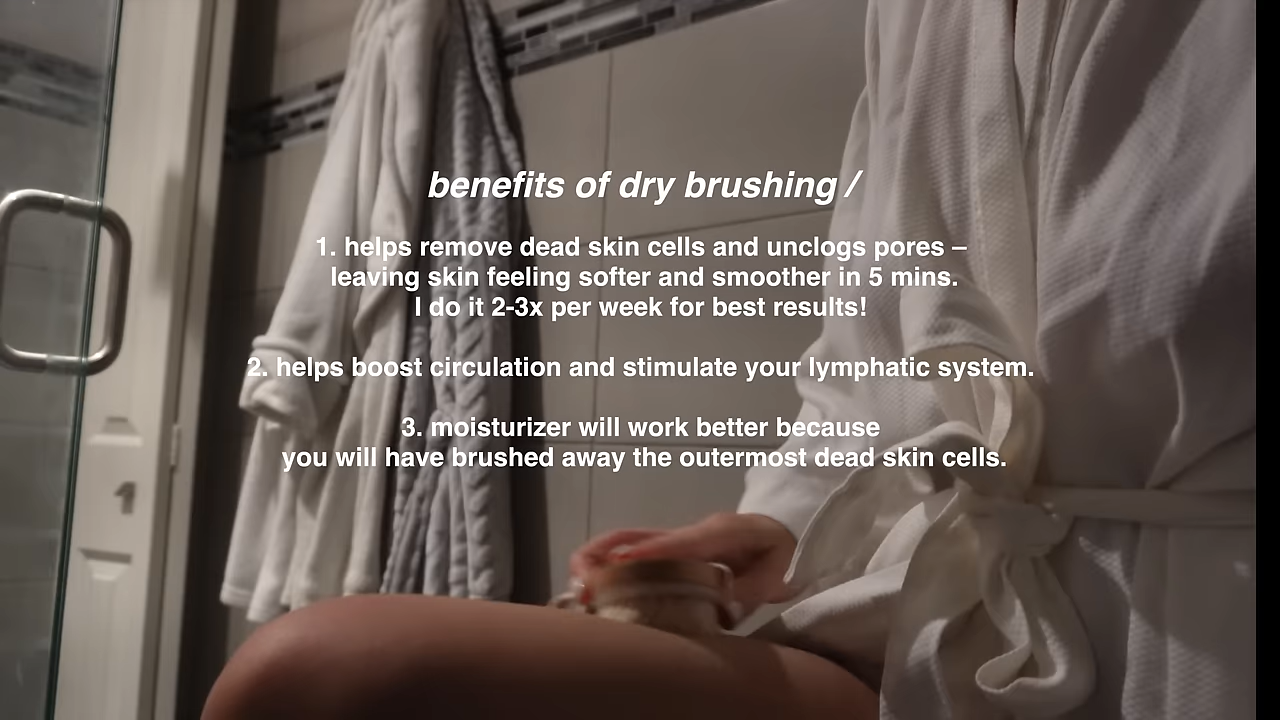 benefits of dry brushing /
1. helps remove dead skin cells and unclogs pores –
leaving skin feeling softer and smoother in 5 mins.
I do it 2-3x per week for best results!
2. helps boost circulation and stimulate your lymphatic system.
3. moisturizer will work better because
you will have brushed away the outermost dead skin cells.